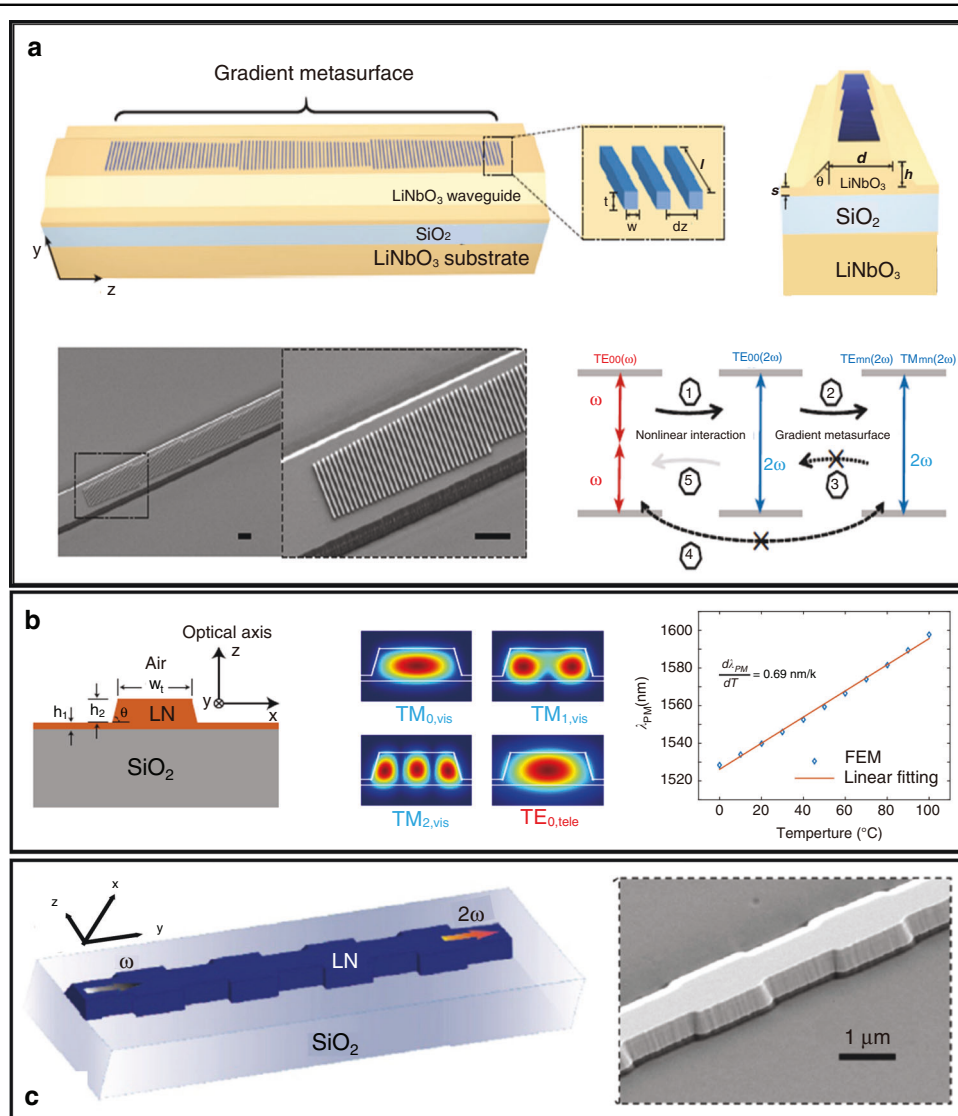 a
Gradient metasurface
LiNbO₃ waveguide
SiO₂
LiNbO₃ substrate
y
z
l
t
w
dz
d
h
θ
s
LiNbO₃
SiO₂
LiNbO₃
TE00(ω)
TE00(2ω)
TEmn(2ω) TMmn(2ω)
1
2
ω
Nonlinear interaction
Gradient metasurface
ω
5
2ω
3
2ω
4
b
Optical axis
z
Air
wₜ
y
x
h₁
h₂
θ
LN
SiO₂
TM₀,vis
TM₁,vis
TM₂,vis
TE₀,tele
1600
1580
1560
1540
1520
λPM(nm)
dλPM/dT = 0.69 nm/k
FEM
Linear fitting
0 20 40 60 80 100
Temperture (°C)
x
z
y
ω
2ω
LN
SiO₂
1 μm
c